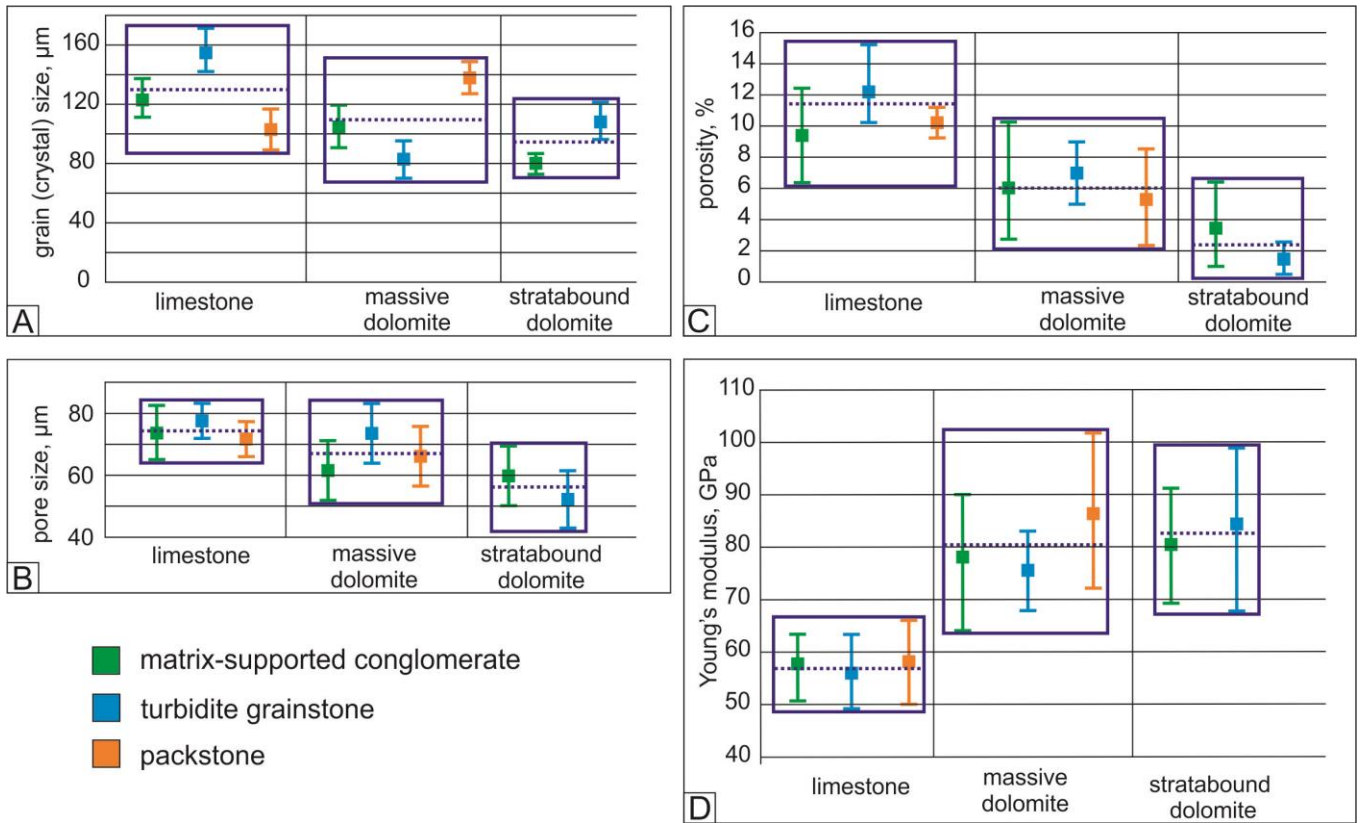 grain (crystal) size, µm
160
120
80
40
0
limestone
massive
dolomite
stratabound
dolomite
A
pore size, µm
80
60
40
limestone
massive
dolomite
stratabound
dolomite
B
matrix-supported conglomerate
turbidite grainstone
packstone
porosity, %
16
14
12
10
8
6
4
2
0
limestone
massive
dolomite
stratabound
dolomite
C
Young's modulus, GPa
110
100
90
80
70
60
50
40
limestone
massive
dolomite
stratabound
dolomite
D